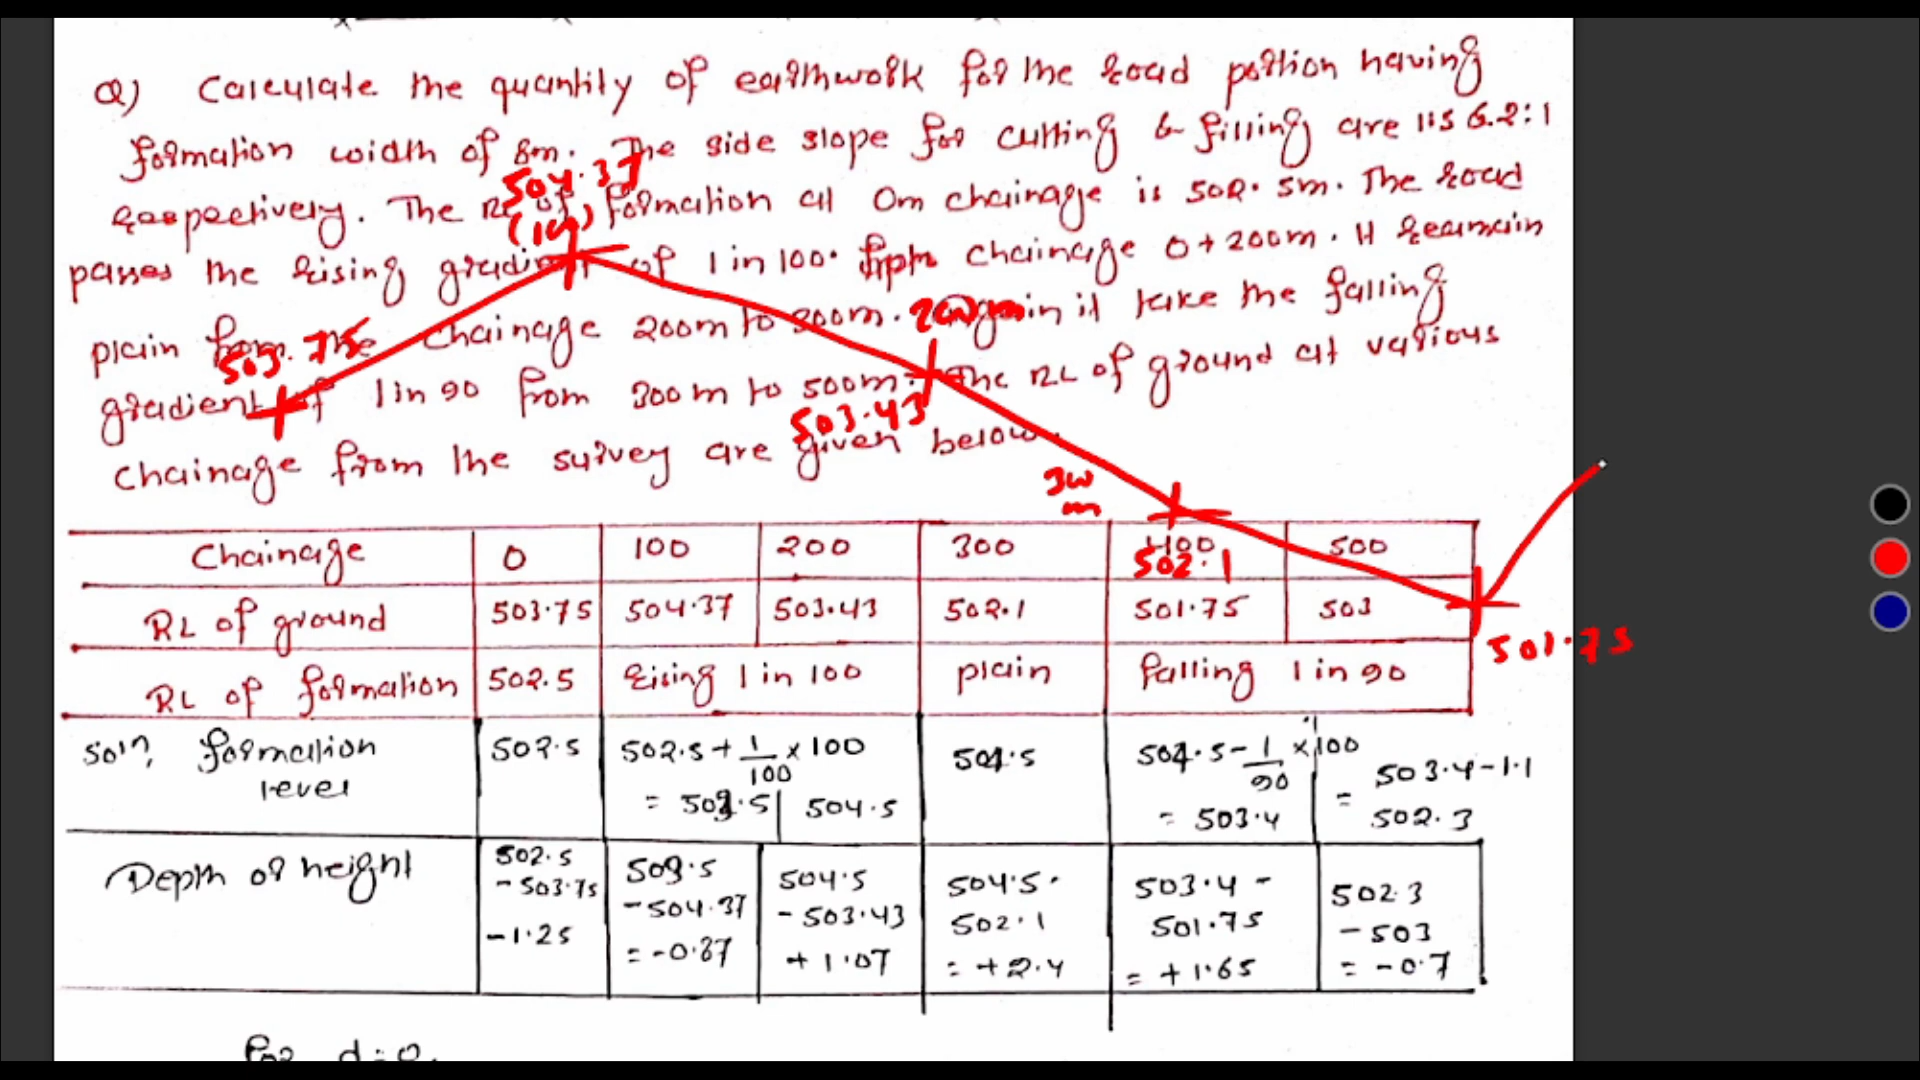 Q) Calculate the quantity of earthwork for the road portion having
formation width of 8m. The side slope for cutting & filling are 1:5 &.2:1
respectively. The RL of formation at 0m chainage is 502.5m. The road
passes the rising gradient of 1 in 100. from chainage 0+200m. It reamain
plain from the chainage 200m to 300m. Again it take the falling
gradient of 1 in 90 from 300m to 500m. The RL of ground at various
chainage from the survey are given below.
504.37
503.75
200m
503.43
300
m
502.1
501.75
Chainage 0 100 200 300 400 500
RL of ground 503.75 504.37 503.43 502.1 501.75 503
RL of formation 502.5 rising 1 in 100 plain falling 1 in 90
Soln, formation level 502.5 502.5 + 1/100 x 100 = 503.5 504.5 504.5 504.5 - 1/90 x 100 = 503.4 = 503.4-1.1 502.3
Depth or height 502.5 - 503.75 -1.25 503.5 - 504.37 = -0.87 504.5 - 503.43 + 1.07 504.5 - 502.1 = +2.4 503.4 - 501.75 = +1.65 502.3 - 503 = -0.7
for d=0,